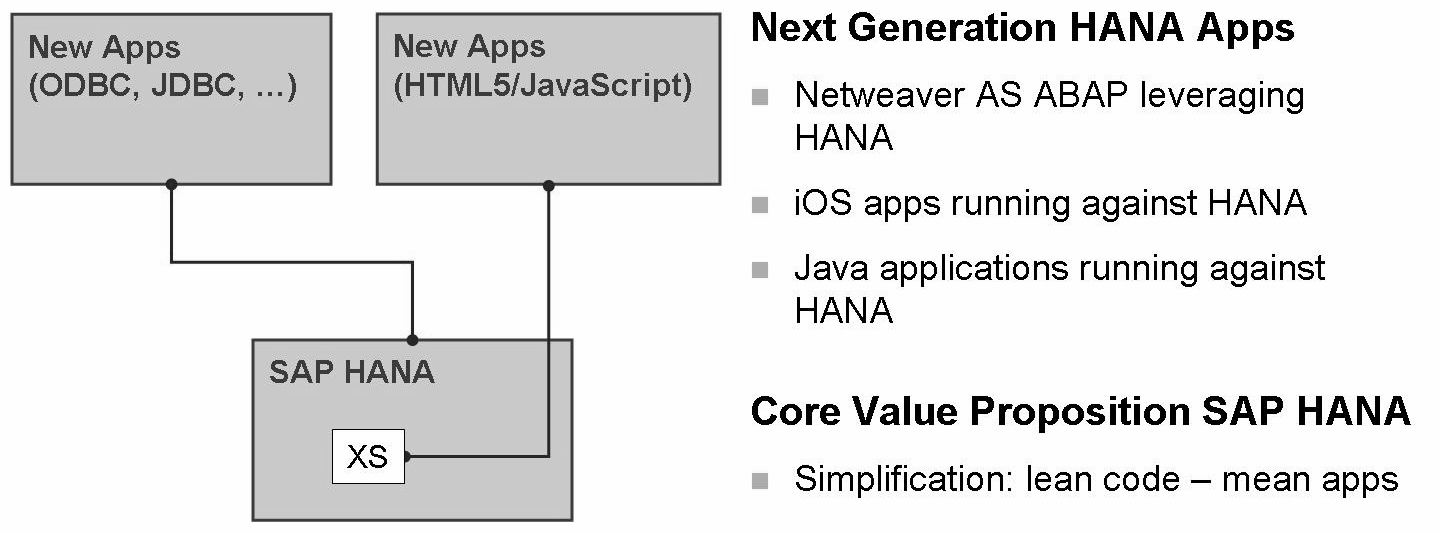 New Apps
(ODBC, JDBC, …)
New Apps
(HTML5/JavaScript)
SAP HANA
XS
Next Generation HANA Apps
Netweaver AS ABAP leveraging
HANA
iOS apps running against HANA
Java applications running against
HANA
Core Value Proposition SAP HANA
Simplification: lean code – mean apps